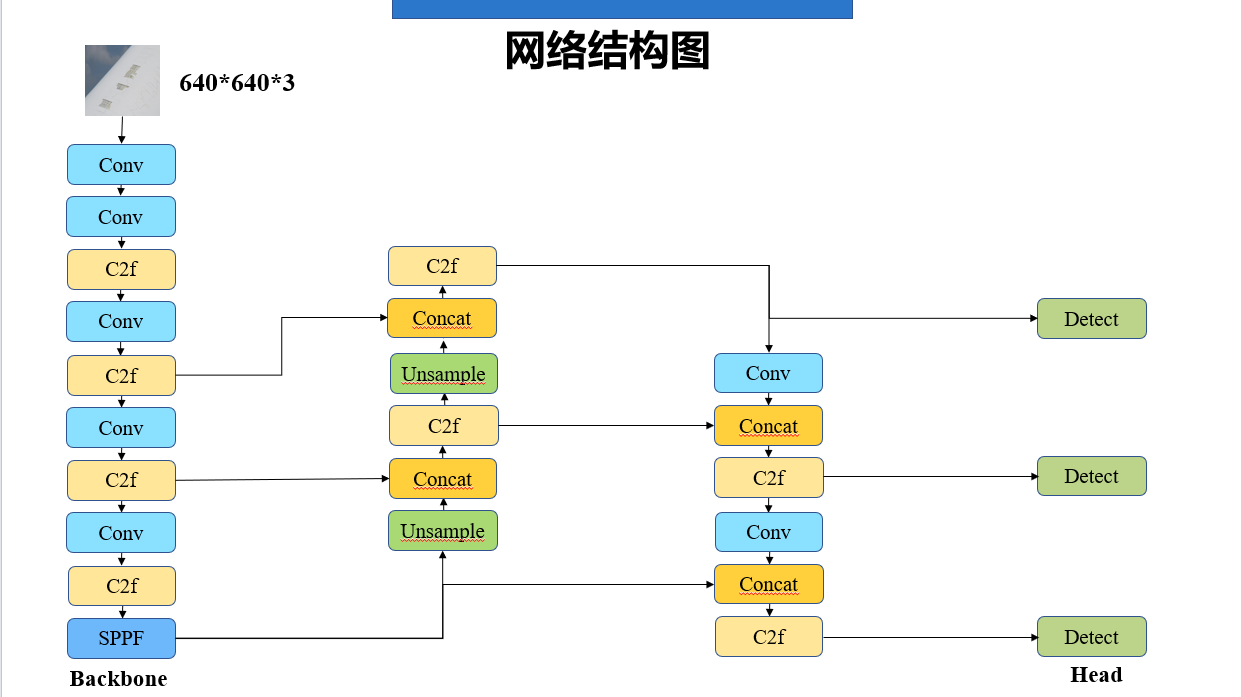 网络结构图
640*640*3
Conv
Conv
C2f
Conv
C2f
Conv
C2f
Conv
C2f
SPPF
Backbone
C2f
Concat
Unsample
C2f
Concat
Unsample
Conv
Concat
C2f
Conv
Concat
C2f
Detect
Detect
Detect
Head